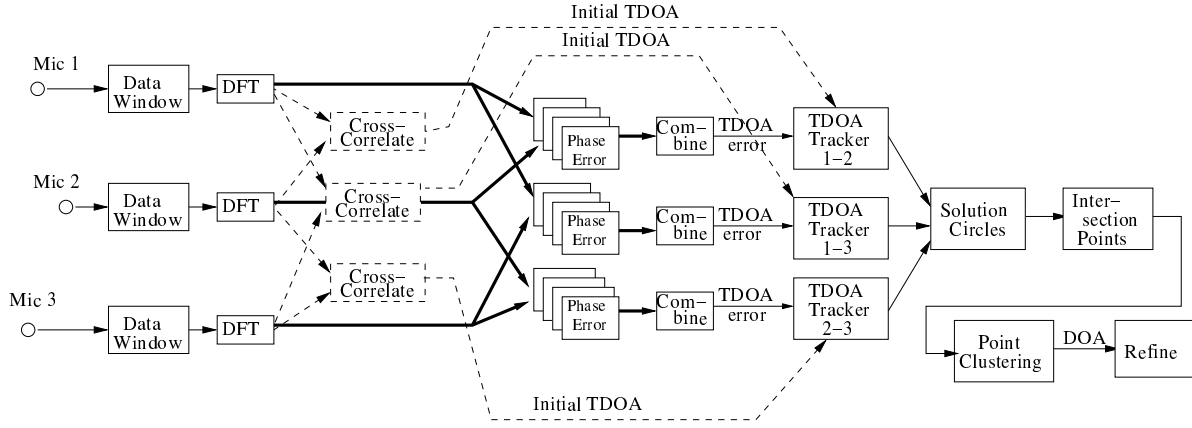 Initial TDOA
Initial TDOA
Mic 1
Data
Window
DFT
Cross–
Correlate
Phase
Error
Com–
bine
TDOA
error
TDOA
Tracker
1–2
Mic 2
Data
Window
DFT
Cross–
Correlate
Phase
Error
Com–
bine
TDOA
error
TDOA
Tracker
1–3
Solution
Circles
Inter–
section
Points
Mic 3
Data
Window
DFT
Cross–
Correlate
Phase
Error
Com–
bine
TDOA
error
TDOA
Tracker
2–3
Point
Clustering
DOA
Refine
Initial TDOA